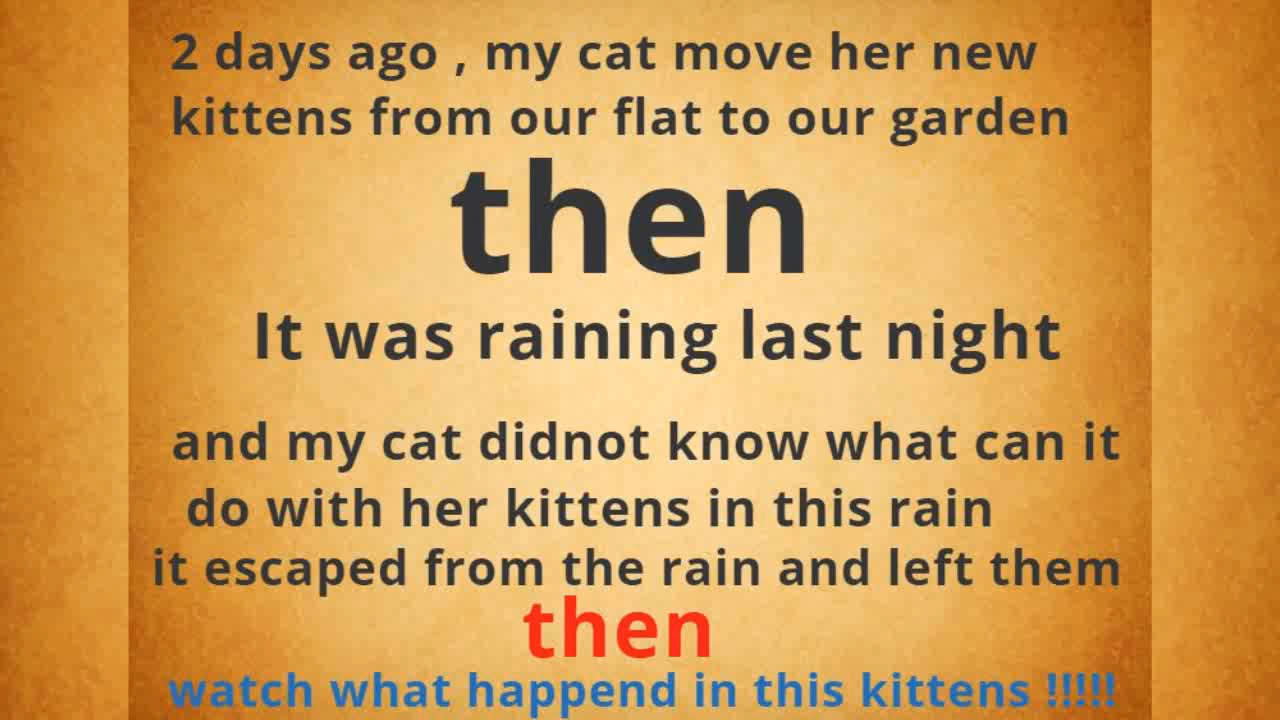 2 days ago , my cat move her new
kittens from our flat to our garden
then
It was raining last night
and my cat didnot know what can it
do with her kittens in this rain
it escaped from the rain and left them
then
watch what happend in this kittens !!!!!